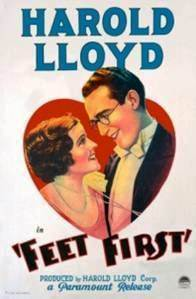 HAROLD
LLOYD
in
'FEET FIRST'
PRODUCED BY HAROLD LLOYD Corp.
a Paramount Release